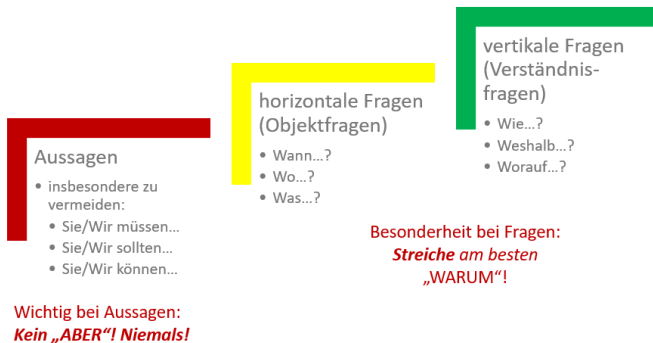 Aussagen
• insbesondere zu
vermeiden:
• Sie/Wir müssen…
• Sie/Wir sollten…
• Sie/Wir können…
Wichtig bei Aussagen:
Kein „ABER“! Niemals!
horizontale Fragen
(Objektfragen)
• Wann…?
• Wo…?
• Was…?
vertikale Fragen
(Verständnis-
fragen)
• Wie…?
• Weshalb…?
• Worauf…?
Besonderheit bei Fragen:
Streiche am besten
„WARUM“!